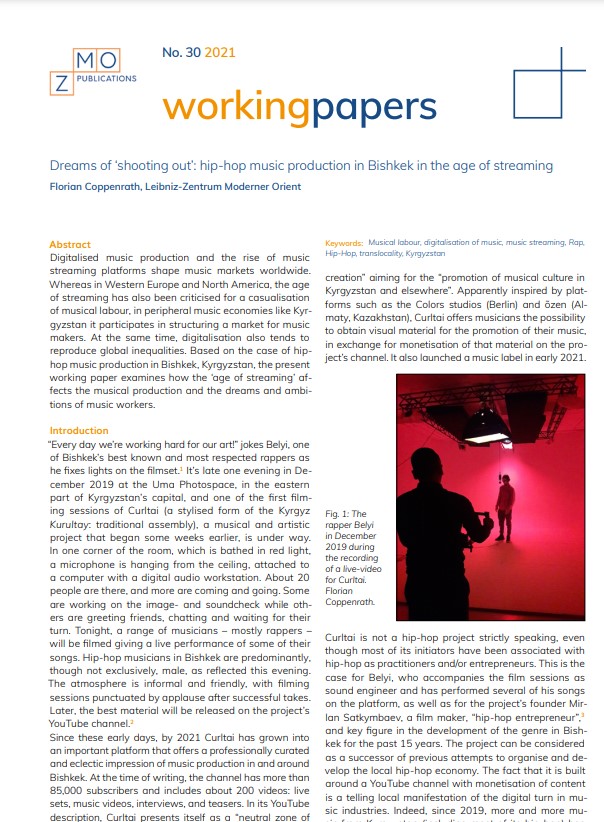 No. 30 2021
M O
Z PUBLICATIONS
workingpapers
Dreams of ‘shooting out’: hip-hop music production in Bishkek in the age of streaming
Florian Coppenrath, Leibniz-Zentrum Moderner Orient
Abstract
Digitalised music production and the rise of music
streaming platforms shape music markets worldwide.
Whereas in Western Europe and North America, the age
of streaming has also been criticised for a casualisation
of musical labour, in peripheral music economies like Kyr-
gyzstan it participates in structuring a market for music
makers. At the same time, digitalisation also tends to
reproduce global inequalities. Based on the case of hip-
hop music production in Bishkek, Kyrgyzstan, the present
working paper examines how the ‘age of streaming’ af-
fects the musical production and the dreams and ambi-
tions of music workers.
Introduction
“Every day we’re working hard for our art!” jokes Belyi, one
of Bishkek’s best known and most respected rappers as
he fixes lights on the filmset.1 It’s late one evening in De-
cember 2019 at the Uma Photospace, in the eastern
part of Kyrgyzstan’s capital, and one of the first film-
ing sessions of Curltai (a stylised form of the Kyrgyz
Kurultay: traditional assembly), a musical and artistic
project that began some weeks earlier, is under way.
In one corner of the room, which is bathed in red light,
a microphone is hanging from the ceiling, attached to
a computer with a digital audio workstation. About 20
people are there, and more are coming and going. Some
are working on the image- and soundcheck while oth-
ers are greeting friends, chatting and waiting for their
turn. Tonight, a range of musicians – mostly rappers –
will be filmed giving a live performance of some of their
songs. Hip-hop musicians in Bishkek are predominantly,
though not exclusively, male, as reflected this evening.
The atmosphere is informal and friendly, with filming
sessions punctuated by applause after successful takes.
Later, the best material will be released on the project’s
YouTube channel.2
Since these early days, by 2021 Curltai has grown into
an important platform that offers a professionally curated
and eclectic impression of music production in and around
Bishkek. At the time of writing, the channel has more than
85,000 subscribers and includes about 200 videos: live
sets, music videos, interviews, and teasers. In its YouTube
description, Curltai presents itself as a “neutral zone of
Keywords: Musical labour, digitalisation of music, music streaming, Rap,
Hip-Hop, translocality, Kyrgyzstan
creation” aiming for the “promotion of musical culture in
Kyrgyzstan and elsewhere”. Apparently inspired by plat-
forms such as the Colors studios (Berlin) and özen (Al-
maty, Kazakhstan), Curltai offers musicians the possibility
to obtain visual material for the promotion of their music,
in exchange for monetisation of that material on the pro-
ject’s channel. It also launched a music label in early 2021.
Fig. 1: The
rapper Belyi
in December
2019 during
the recording
of a live-video
for Curltai.
Florian
Coppenrath.
Curltai is not a hip-hop project strictly speaking, even
though most of its initiators have been associated with
hip-hop as practitioners and/or entrepreneurs. This is the
case for Belyi, who accompanies the film sessions as
sound engineer and has performed several of his songs
on the platform, as well as for the project’s founder Mir-
lan Satkymbaev, a film maker, “hip-hop entrepreneur”,3
and key figure in the development of the genre in Bish-
kek for the past 15 years. The project can be considered
as a successor of previous attempts to organise and de-
velop the local hip-hop economy. The fact that it is built
around a YouTube channel with monetisation of content
is a telling local manifestation of the digital turn in mu-
sic industries. Indeed, since 2019, more and more mu-